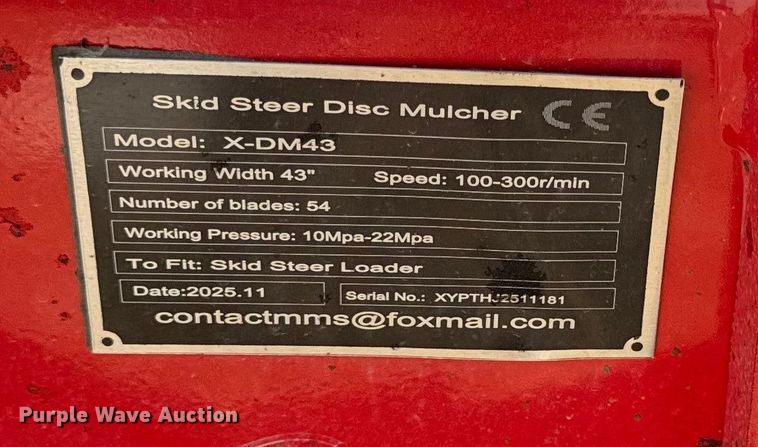 Skid Steer Disc Mulcher CE
Model: X-DM43
Working Width 43" Speed: 100-300r/min
Number of blades: 54
Working Pressure: 10Mpa-22Mpa
To Fit: Skid Steer Loader
Date:2025.11 Serial No.: XYPTHJ2511181
contactmms@foxmail.com
Purple Wave Auction